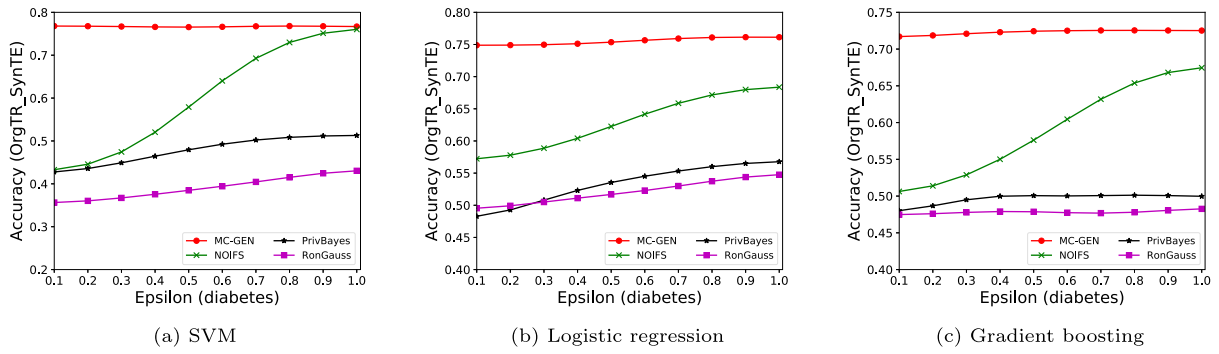 0.8
0.7
0.6
0.5
0.4
0.3
0.2
Accuracy (OrgTR_SynTE)
MC-GEN
NOIFS
PrivBayes
RonGauss
0.1 0.2 0.3 0.4 0.5 0.6 0.7 0.8 0.9 1.0
Epsilon (diabetes)
(a) SVM
0.80
0.75
0.70
0.65
0.60
0.55
0.50
0.45
0.40
Accuracy (OrgTR_SynTE)
MC-GEN
NOIFS
PrivBayes
RonGauss
0.1 0.2 0.3 0.4 0.5 0.6 0.7 0.8 0.9 1.0
Epsilon (diabetes)
(b) Logistic regression
0.75
0.70
0.65
0.60
0.55
0.50
0.45
0.40
Accuracy (OrgTR_SynTE)
MC-GEN
NOIFS
PrivBayes
RonGauss
0.1 0.2 0.3 0.4 0.5 0.6 0.7 0.8 0.9 1.0
Epsilon (diabetes)
(c) Gradient boosting